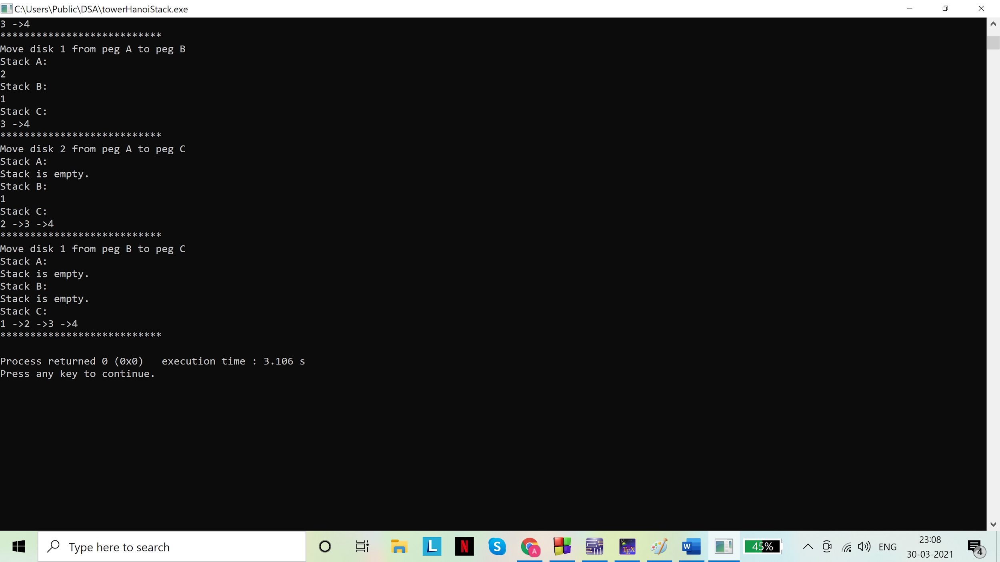 C:\Users\Public\DSA\towerHanoiStack.exe
3 ->4
***************************
Move disk 1 from peg A to peg B
Stack A:
2
Stack B:
1
Stack C:
3 ->4
***************************
Move disk 2 from peg A to peg C
Stack A:
Stack is empty.
Stack B:
1
Stack C:
2 ->3 ->4
***************************
Move disk 1 from peg B to peg C
Stack A:
Stack is empty.
Stack B:
Stack is empty.
Stack C:
1 ->2 ->3 ->4
***************************
Process returned 0 (0x0)   execution time : 3.106 s
Press any key to continue.
Type here to search
L
N
S
A
TEX
W
45%
ENG
23:08
30-03-2021
4